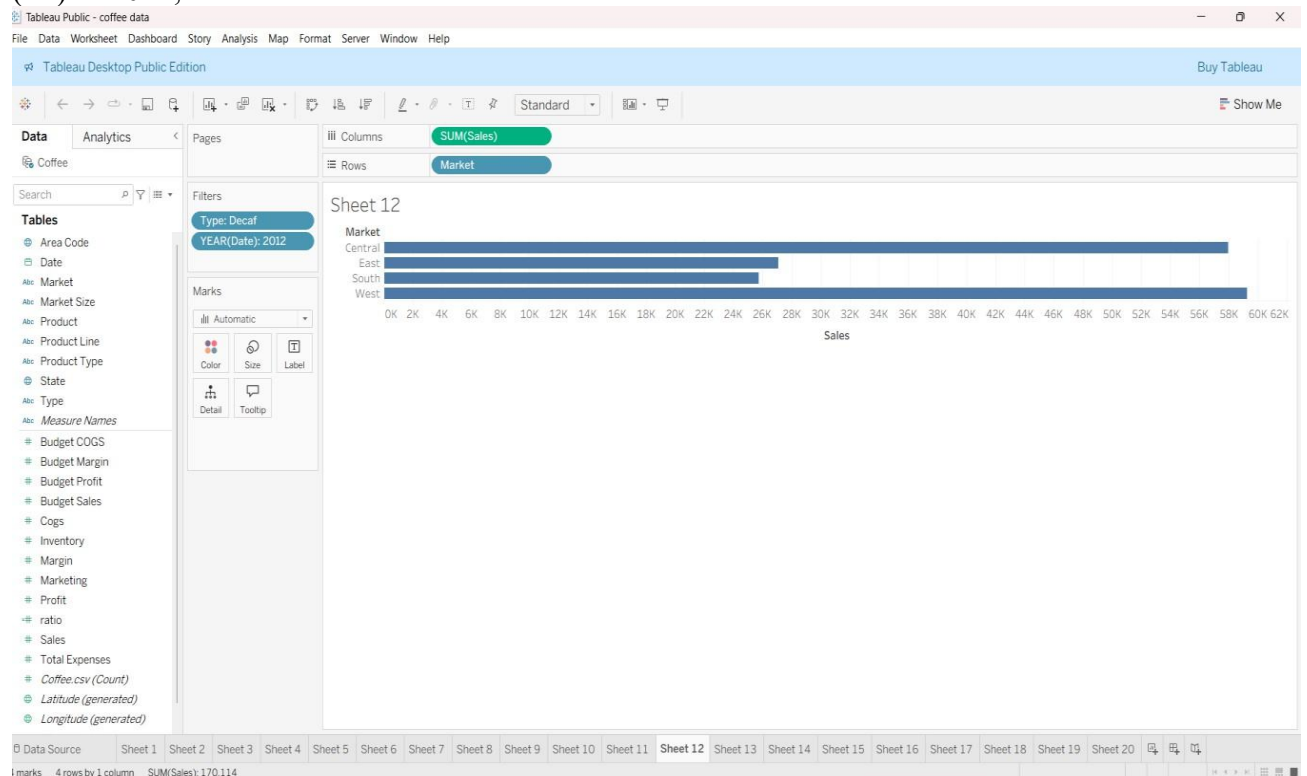 Tableau Public - coffee data
File Data Worksheet Dashboard Story Analysis Map Format Server Window Help
Tableau Desktop Public Edition
Buy Tableau
Standard
Show Me
Data Analytics
Coffee
Search
Tables
Area Code
Date
Abc Market
Abc Market Size
Abc Product
Abc Product Line
Abc Product Type
State
Abc Type
Abc Measure Names
# Budget COGS
# Budget Margin
# Budget Profit
# Budget Sales
# Cogs
# Inventory
# Margin
# Marketing
# Profit
=# ratio
# Sales
# Total Expenses
# Coffee.csv (Count)
Latitude (generated)
Longitude (generated)
Pages
Filters
Type: Decaf
YEAR(Date): 2012
Marks
Automatic
Color Size Label
Detail Tooltip
Columns SUM(Sales)
Rows Market
Sheet 12
Market
Central
East
South
West
0K 2K 4K 6K 8K 10K 12K 14K 16K 18K 20K 22K 24K 26K 28K 30K 32K 34K 36K 38K 40K 42K 44K 46K 48K 50K 52K 54K 56K 58K 60K 62K
Sales
Data Source Sheet 1 Sheet 2 Sheet 3 Sheet 4 Sheet 5 Sheet 6 Sheet 7 Sheet 8 Sheet 9 Sheet 10 Sheet 11 Sheet 12 Sheet 13 Sheet 14 Sheet 15 Sheet 16 Sheet 17 Sheet 18 Sheet 19 Sheet 20
marks 4 rows by 1 column SUM(Sales): 170,114